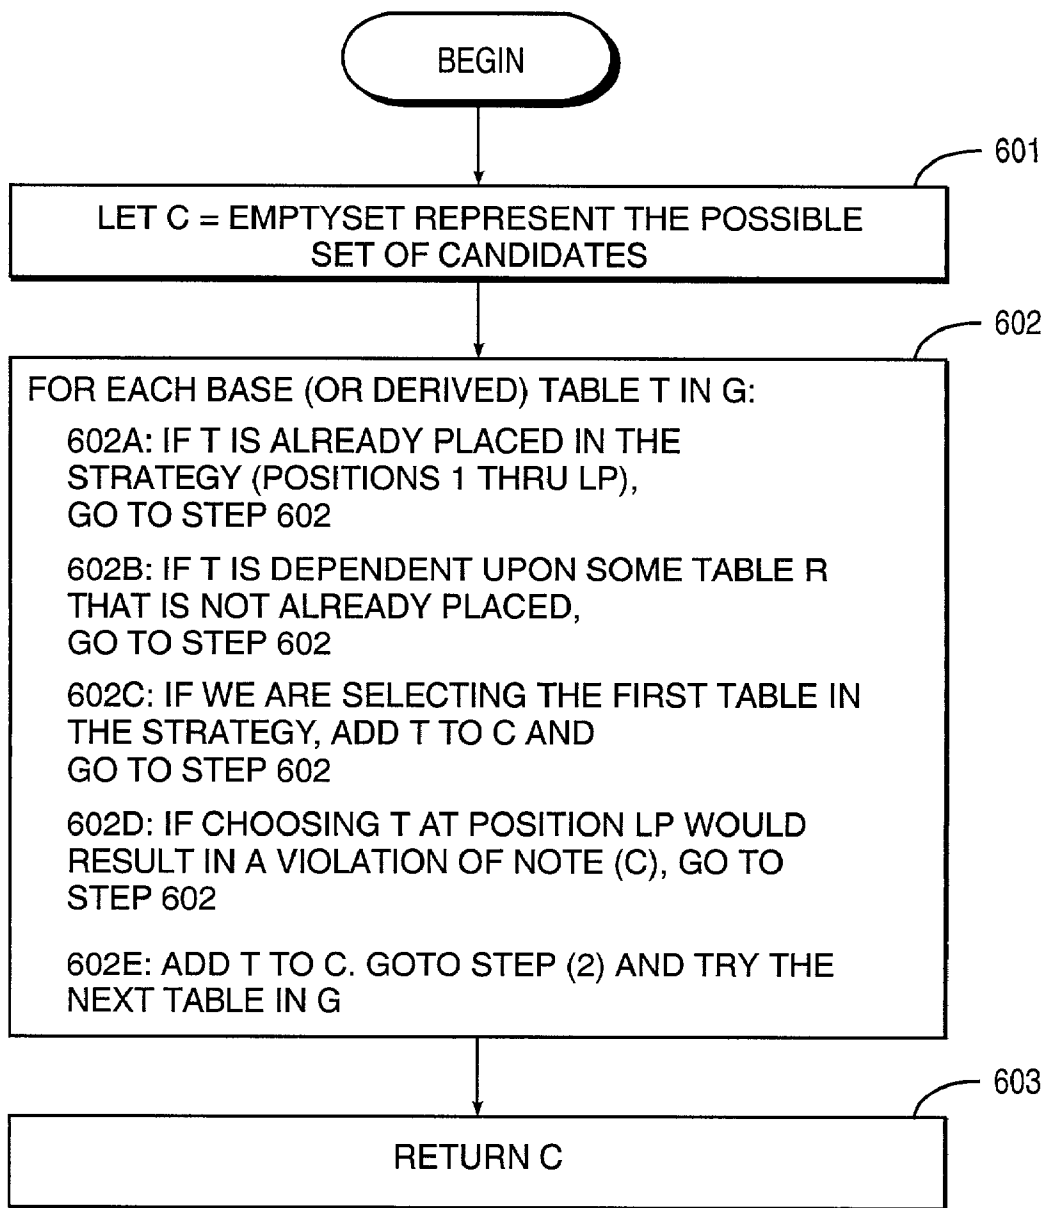 BEGIN
601
LET C = EMPTYSET REPRESENT THE POSSIBLE
SET OF CANDIDATES
602
FOR EACH BASE (OR DERIVED) TABLE T IN G:
602A: IF T IS ALREADY PLACED IN THE
STRATEGY (POSITIONS 1 THRU LP),
GO TO STEP 602
602B: IF T IS DEPENDENT UPON SOME TABLE R
THAT IS NOT ALREADY PLACED,
GO TO STEP 602
602C: IF WE ARE SELECTING THE FIRST TABLE IN
THE STRATEGY, ADD T TO C AND
GO TO STEP 602
602D: IF CHOOSING T AT POSITION LP WOULD
RESULT IN A VIOLATION OF NOTE (C), GO TO
STEP 602
602E: ADD T TO C. GOTO STEP (2) AND TRY THE
NEXT TABLE IN G
603
RETURN C